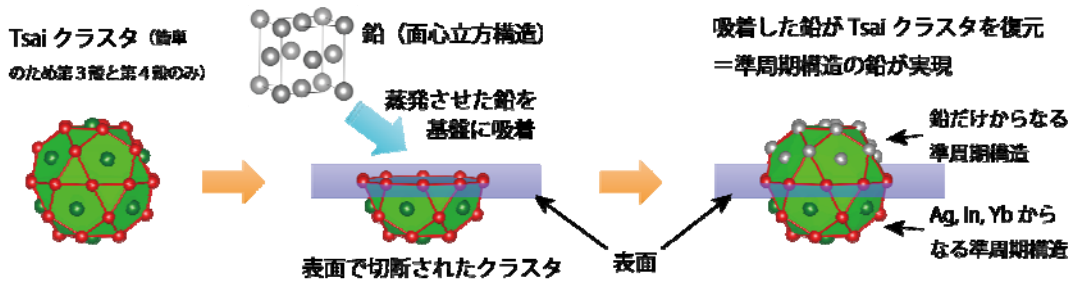 Tsai クラスタ（簡単
のため第３殻と第４殻のみ）
鉛（面心立方構造）
蒸発させた鉛を
基盤に吸着
表面で切断されたクラスタ
表面
吸着した鉛が Tsai クラスタを復元
＝準周期構造の鉛が実現
鉛だけからなる
準周期構造
Ag, In, Yb から
なる準周期構造